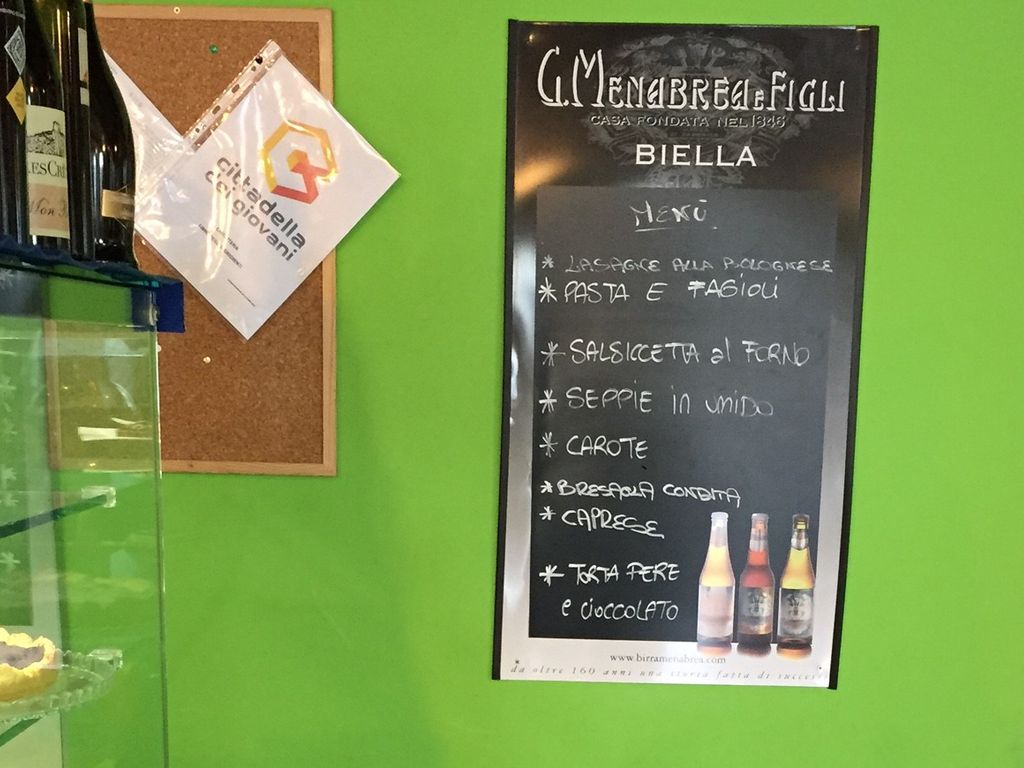 cittadella
dei giovani
ESCR
G. MENABREA E FIGLI
CASA FONDATA NEL 1846
BIELLA
MENÙ
* LASAGNE ALLA BOLOGNESE
* PASTA E FAGIOLI
* SALSICCETTA al FORNO
* SEPPIE in UMIDO
* CAROTE
* BRESAOLA CONDITA
* CAPRESE
* TORTA PERE
e CIOCCOLATO
www.birramenabrea.com
da oltre 160 anni una storia fatta di successi